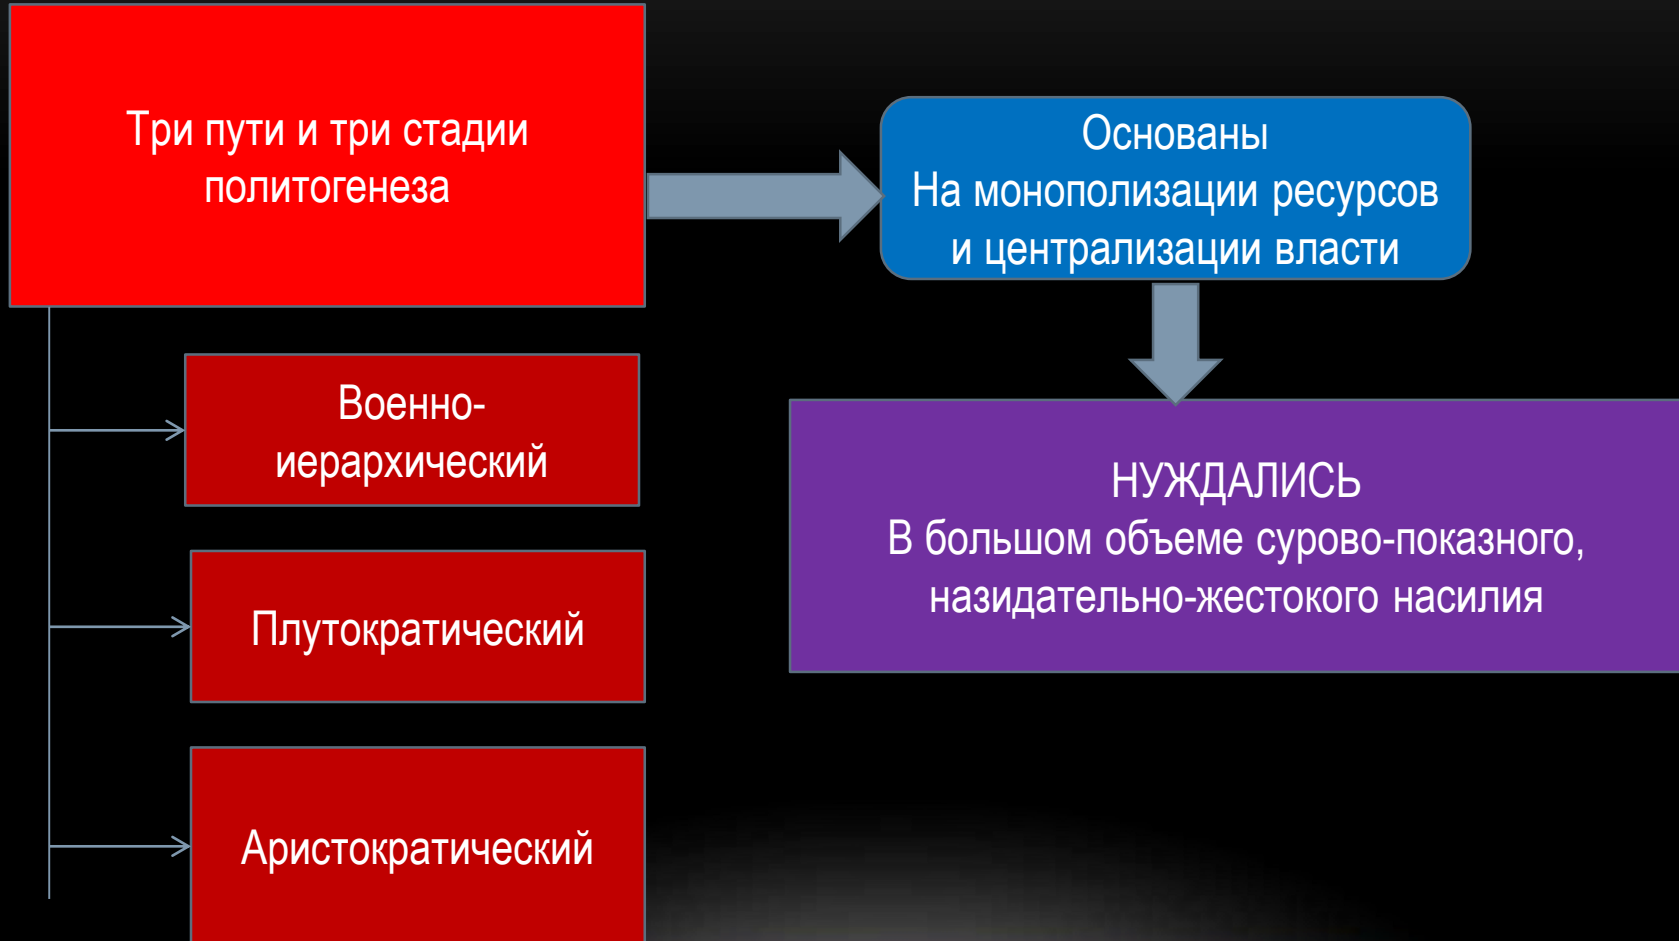 Три пути и три стадии
политогенеза
Основаны
На монополизации ресурсов
и централизации власти
Военно-
иерархический
НУЖДАЛИСЬ
В большом объеме сурово-показного,
назидательно-жестокого насилия
Плутократический
Аристократический